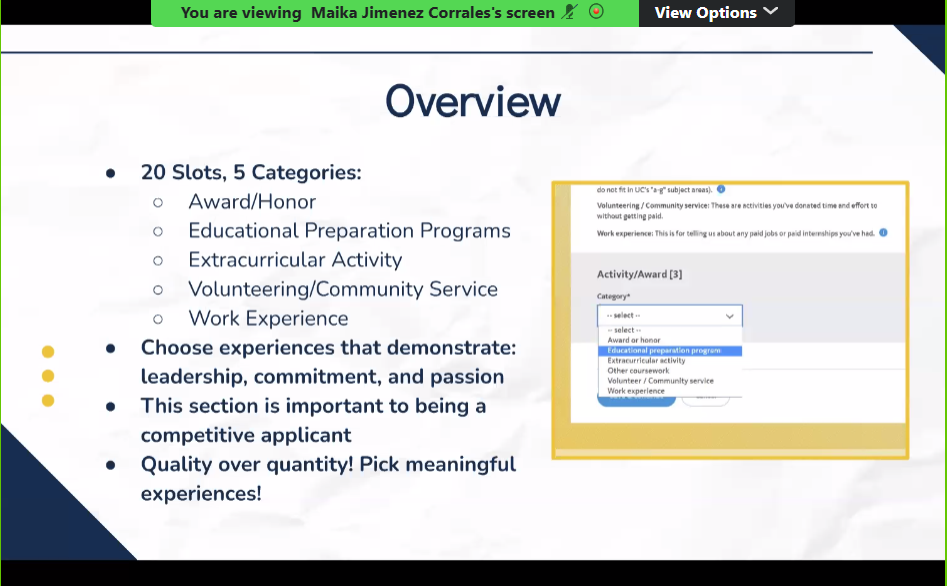 You are viewing Maika Jimenez Corrales's screen
View Options
Overview
20 Slots, 5 Categories:
Award/Honor
Educational Preparation Programs
Extracurricular Activity
Volunteering/Community Service
Work Experience
Choose experiences that demonstrate:
leadership, commitment, and passion
This section is important to being a
competitive applicant
Quality over quantity! Pick meaningful
experiences!
do not fit in UC's "a-g" subject areas).
Volunteering / Community service: These are activities you've donated time and effort to
without getting paid.
Work experience: This is for telling us about any paid jobs or paid internships you've had.
Activity/Award [3]
Category*
-- select --
-- select --
Award or honor
Educational preparation program
Extracurricular activity
Other coursework
Volunteer / Community service
Work experience